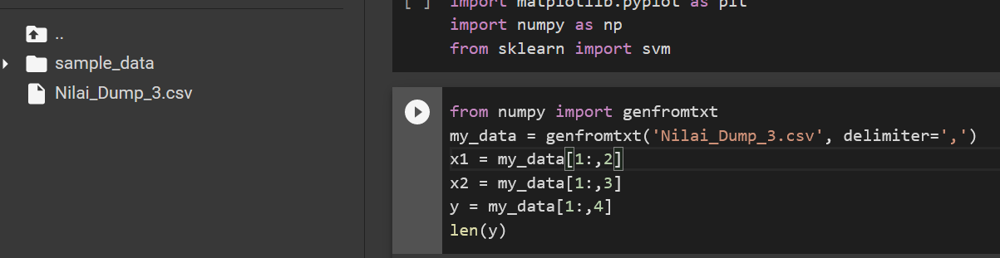 [ ] import matplotlib.pyplot as plt
import numpy as np
from sklearn import svm
..
sample_data
Nilai_Dump_3.csv
from numpy import genfromtxt
my_data = genfromtxt('Nilai_Dump_3.csv', delimiter=',')
x1 = my_data[1:,2]
x2 = my_data[1:,3]
y = my_data[1:,4]
len(y)